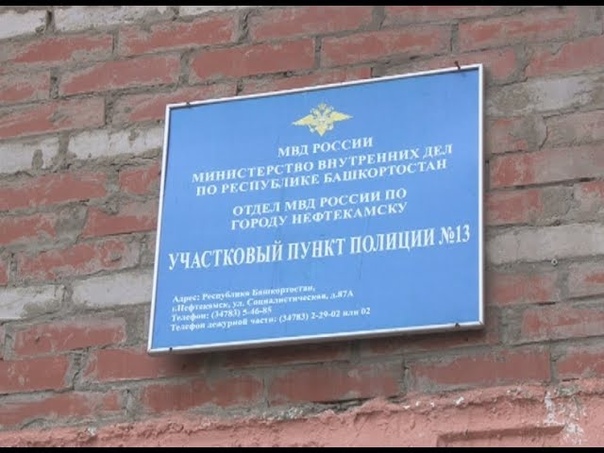 МВД РОССИИ
МИНИСТЕРСТВО ВНУТРЕННИХ ДЕЛ
ПО РЕСПУБЛИКЕ БАШКОРТОСТАН
ОТДЕЛ МВД РОССИИ ПО
ГОРОДУ НЕФТЕКАМСКУ
УЧАСТКОВЫЙ ПУНКТ ПОЛИЦИИ №13
Адрес: Республика Башкортостан,
г.Нефтекамск, ул. Социалистическая, д.87А
Телефон: (34783) 5-46-85
Телефон дежурной части: (34783) 2-29-02 или 02